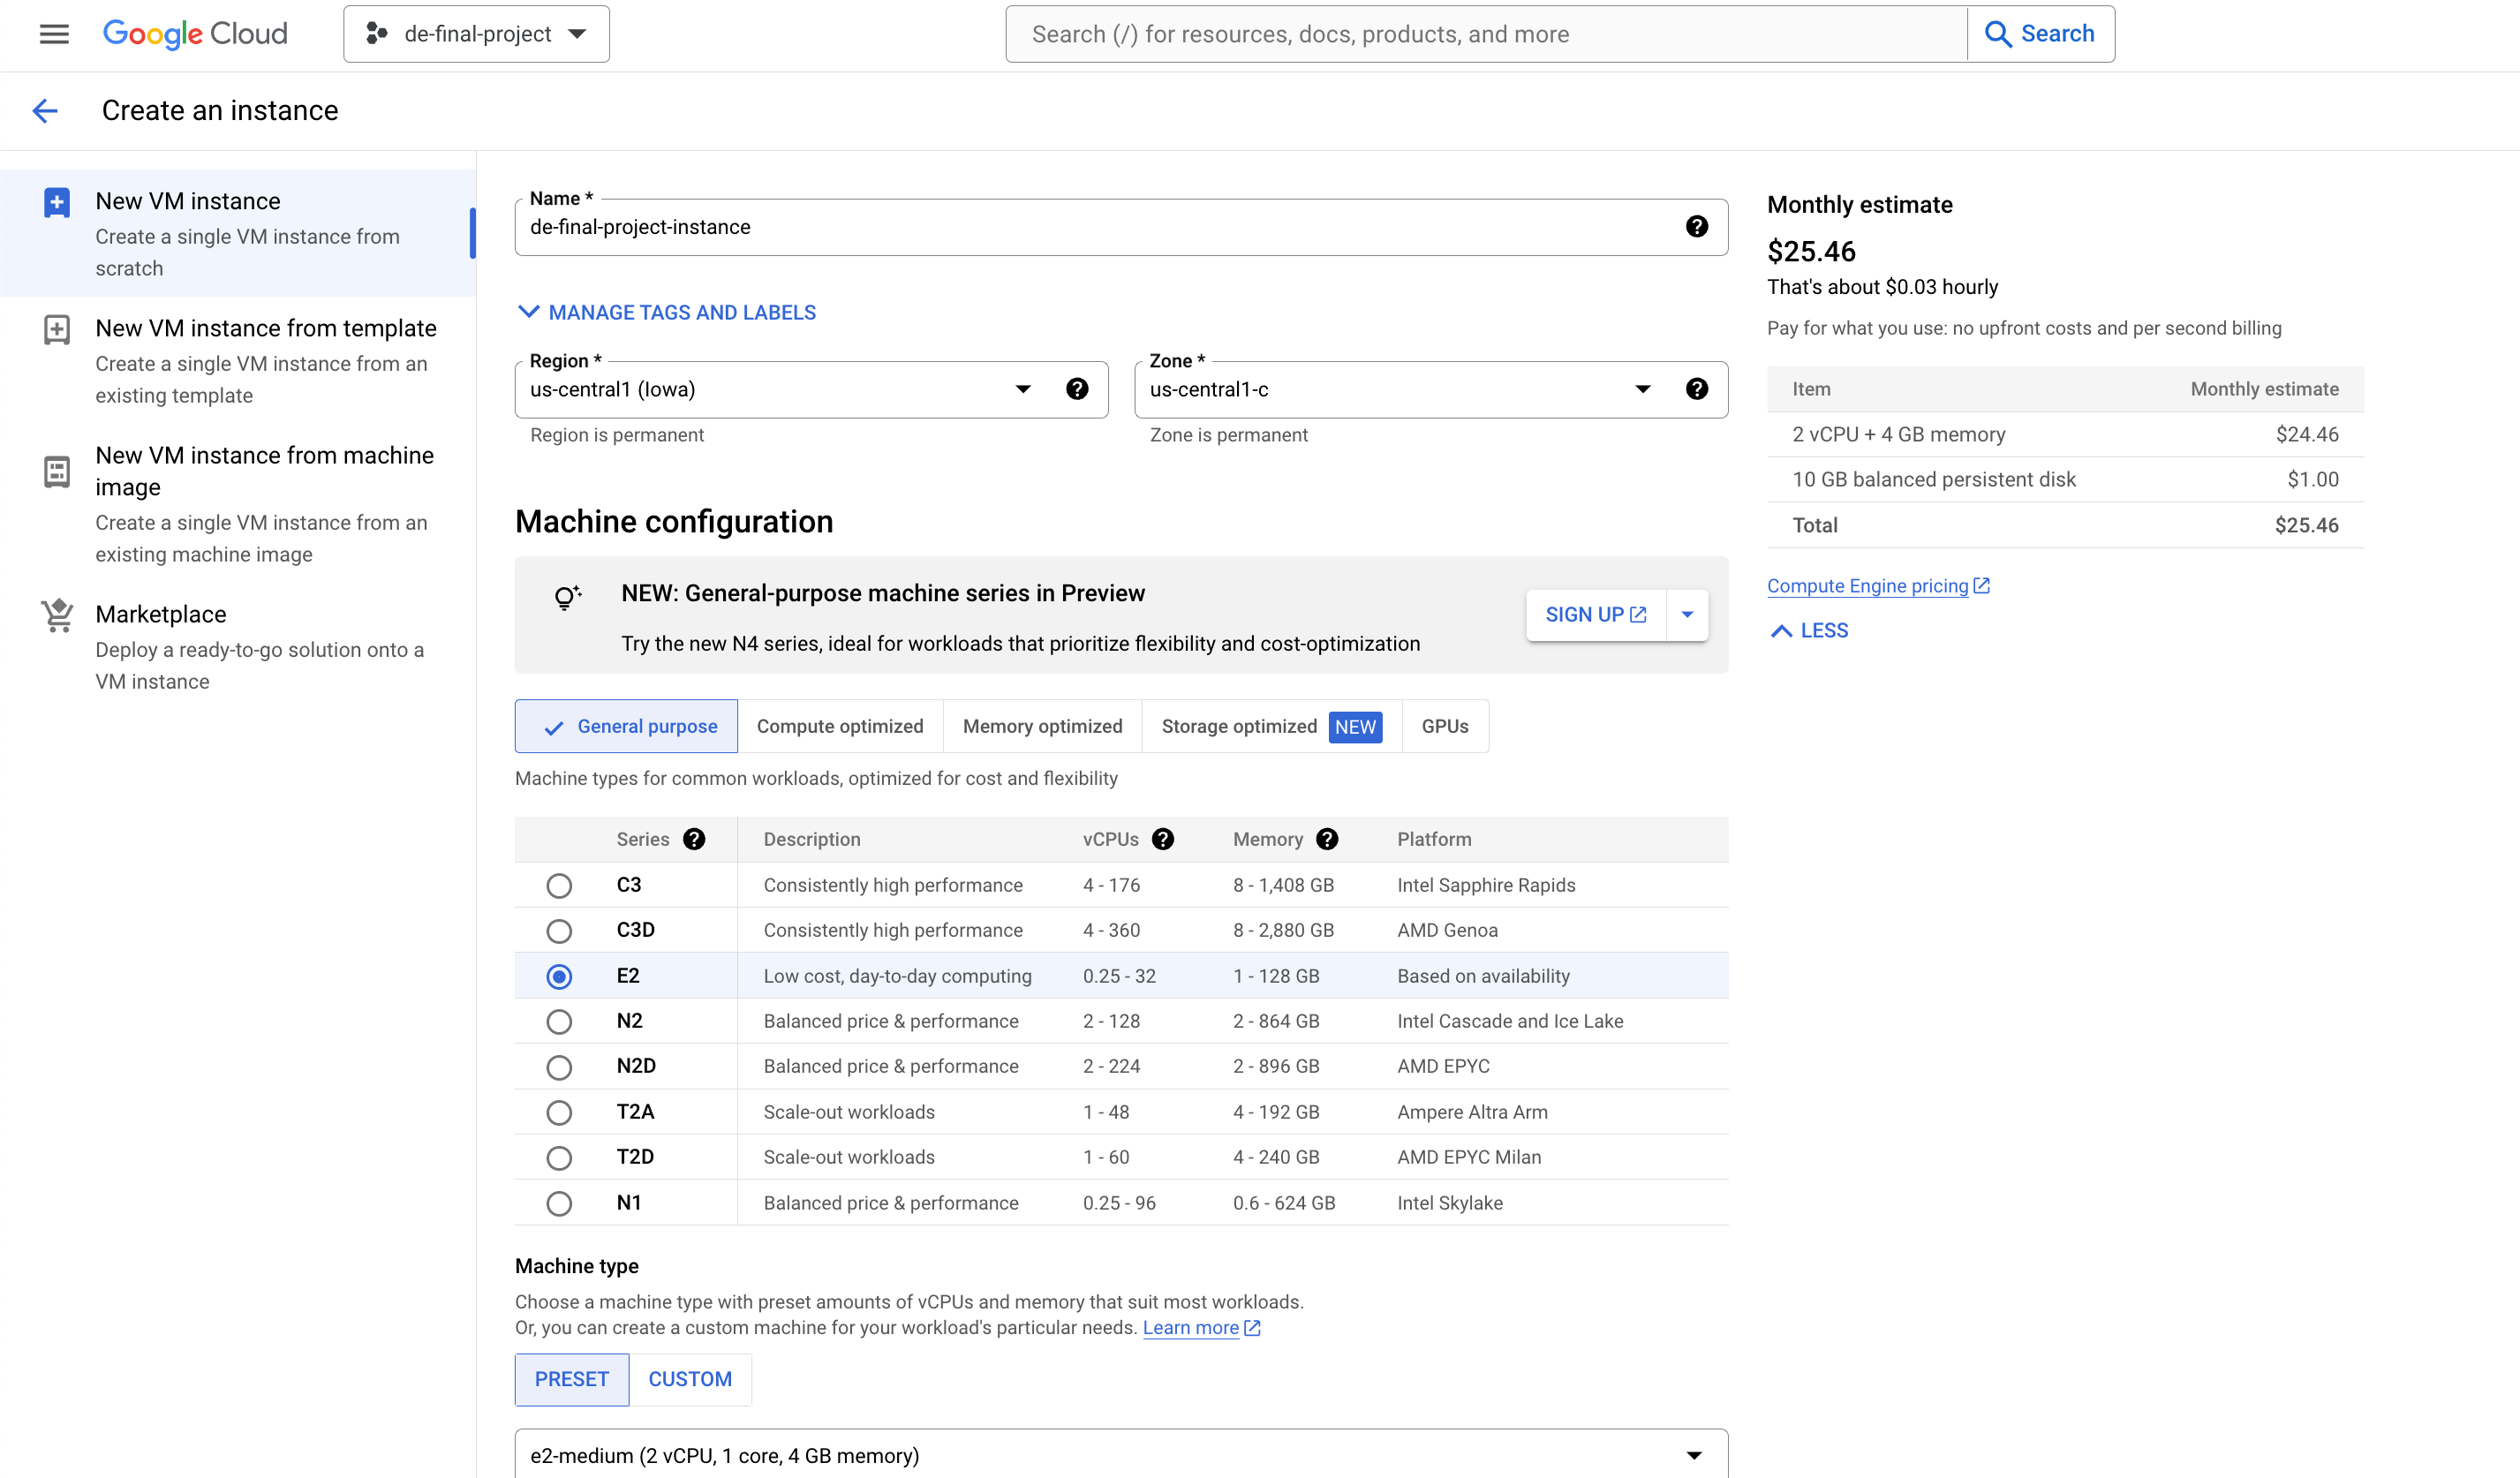 Google Cloud
de-final-project
Search (/) for resources, docs, products, and more
Search
Create an instance
New VM instance
Create a single VM instance from
scratch
New VM instance from template
Create a single VM instance from an
existing template
New VM instance from machine
image
Create a single VM instance from an
existing machine image
Marketplace
Deploy a ready-to-go solution onto a
VM instance
Name *
de-final-project-instance
MANAGE TAGS AND LABELS
Region *
us-central1 (Iowa)
Region is permanent
Zone *
us-central1-c
Zone is permanent
Machine configuration
NEW: General-purpose machine series in Preview
Try the new N4 series, ideal for workloads that prioritize flexibility and cost-optimization
SIGN UP
General purpose Compute optimized Memory optimized Storage optimized NEW GPUs
Machine types for common workloads, optimized for cost and flexibility
Series Description vCPUs Memory Platform
C3 Consistently high performance 4 - 176 8 - 1,408 GB Intel Sapphire Rapids
C3D Consistently high performance 4 - 360 8 - 2,880 GB AMD Genoa
E2 Low cost, day-to-day computing 0.25 - 32 1 - 128 GB Based on availability
N2 Balanced price & performance 2 - 128 2 - 864 GB Intel Cascade and Ice Lake
N2D Balanced price & performance 2 - 224 2 - 896 GB AMD EPYC
T2A Scale-out workloads 1 - 48 4 - 192 GB Ampere Altra Arm
T2D Scale-out workloads 1 - 60 4 - 240 GB AMD EPYC Milan
N1 Balanced price & performance 0.25 - 96 0.6 - 624 GB Intel Skylake
Machine type
Choose a machine type with preset amounts of vCPUs and memory that suit most workloads.
Or, you can create a custom machine for your workload's particular needs. Learn more
PRESET CUSTOM
e2-medium (2 vCPU, 1 core, 4 GB memory)
Monthly estimate
$25.46
That's about $0.03 hourly
Pay for what you use: no upfront costs and per second billing
Item Monthly estimate
2 vCPU + 4 GB memory $24.46
10 GB balanced persistent disk $1.00
Total $25.46
Compute Engine pricing
LESS